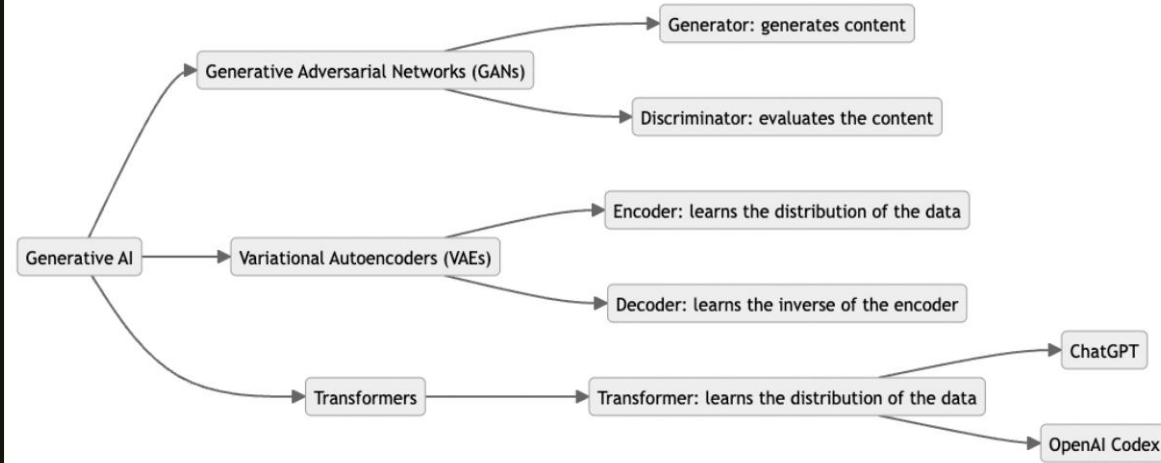 Generator: generates content
Generative Adversarial Networks (GANs)
Discriminator: evaluates the content
Encoder: learns the distribution of the data
Generative AI
Variational Autoencoders (VAEs)
Decoder: learns the inverse of the encoder
ChatGPT
Transformers
Transformer: learns the distribution of the data
OpenAI Codex